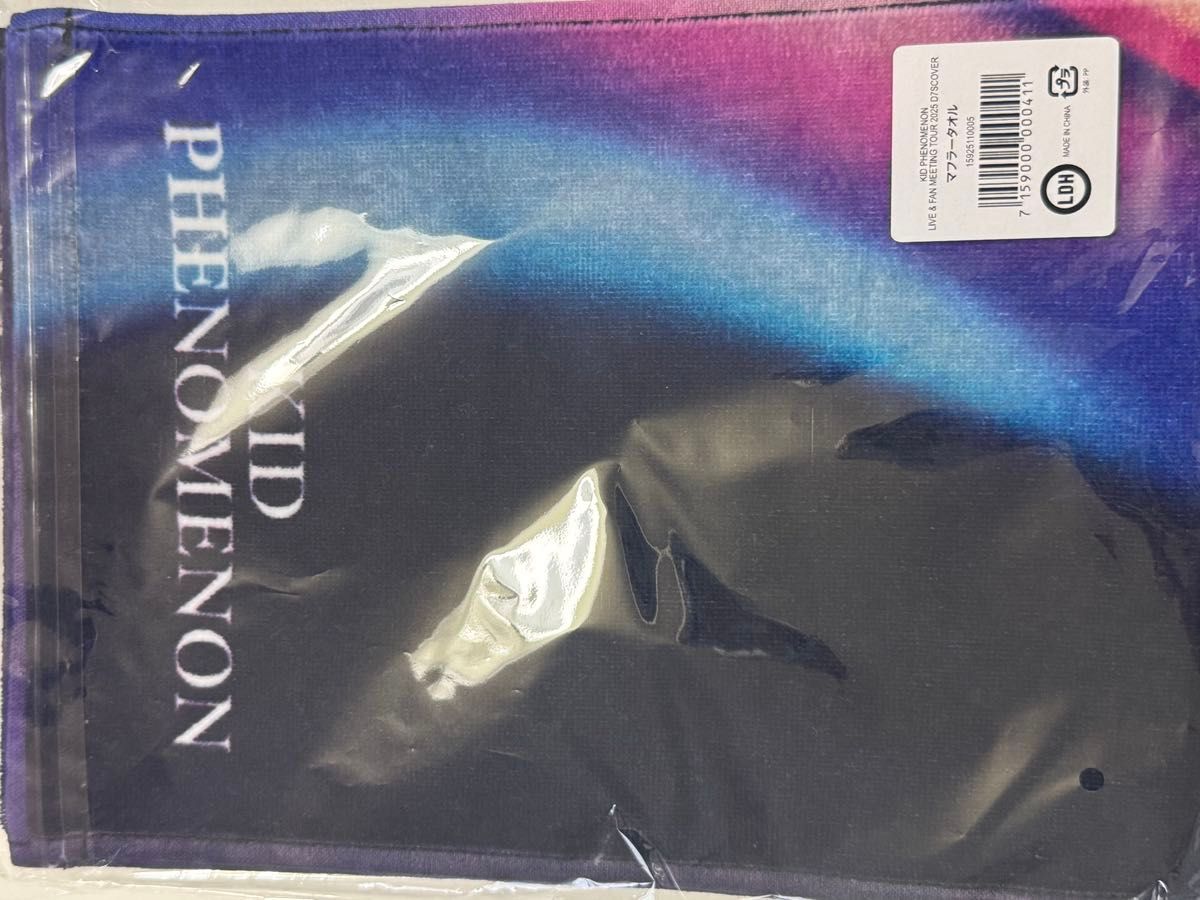 KID
PHENOMENON
KID PHENOMENON
LIVE & FAN MEETING TOUR 2025 D7SCOVER
マフラータオル
15925110005
7 159000 000411
LDH
MADE IN CHINA
プラ
外装: PP